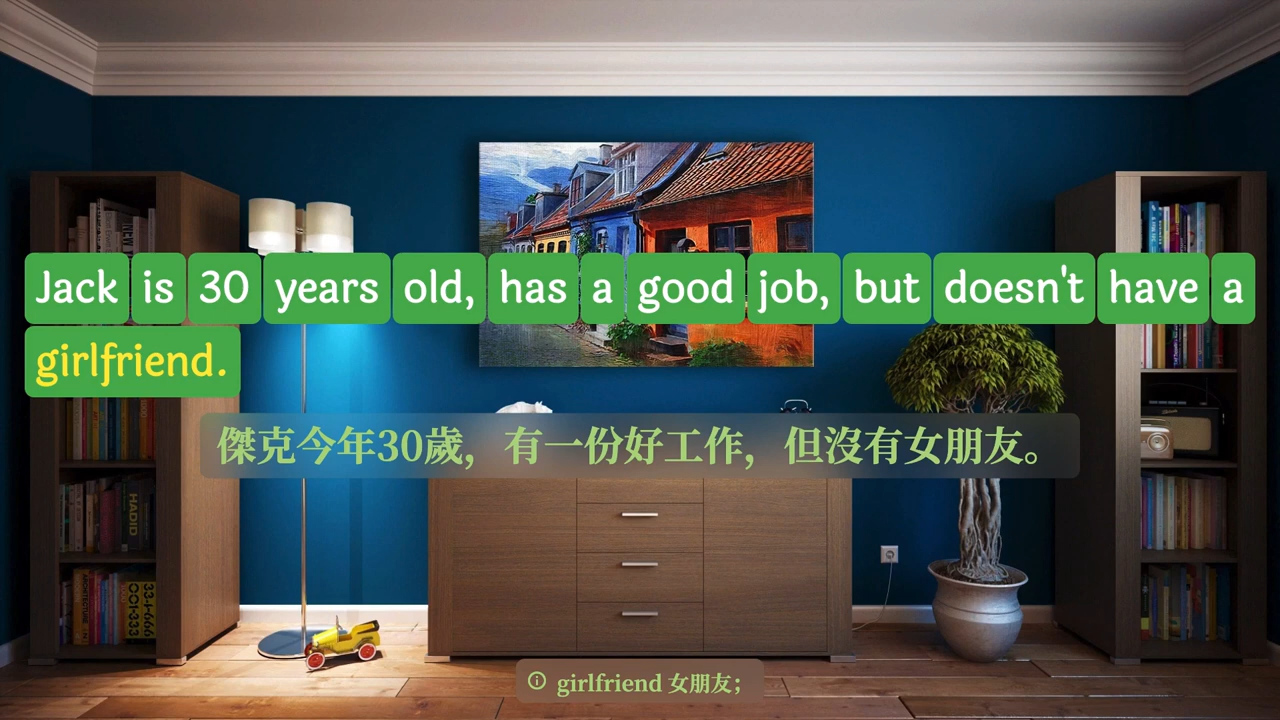 Jack is 30 years old, has a good job, but doesn't have a
girlfriend.
傑克今年30歲，有一份好工作，但沒有女朋友。
HADID
girlfriend 女朋友；